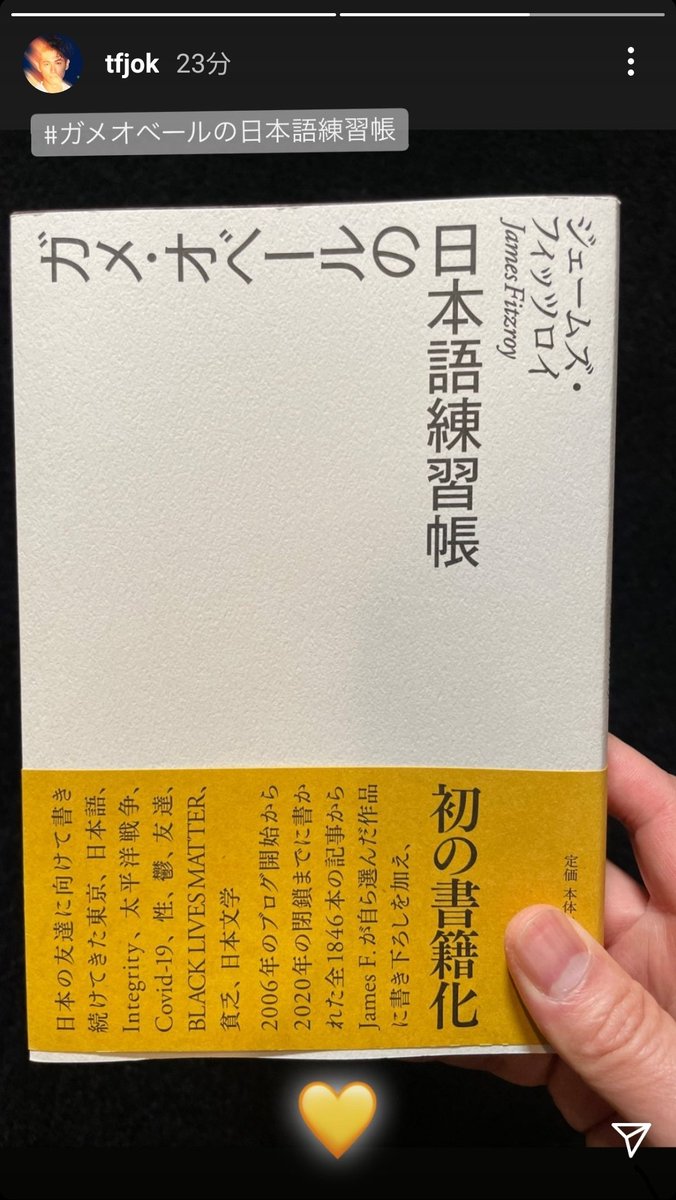 tfjok 23分
#ガメオベールの日本語練習帳
ジェームズ・
フィッツロイ
James Fitzroy
ガメ・オベールの
日本語練習帳
日本の友達に向けて書き
続けてきた東京、日本語、
Integrity、太平洋戦争、
Covid-19、性、鬱、友達、
BLACK LIVES MATTER、
貧乏、日本文学
2006年のブログ開始から
2020年の閉鎖までに書か
れた全1846本の記事から
James F.が自ら選んだ作品
に書き下ろしを加え、
初の書籍化
定価 本体